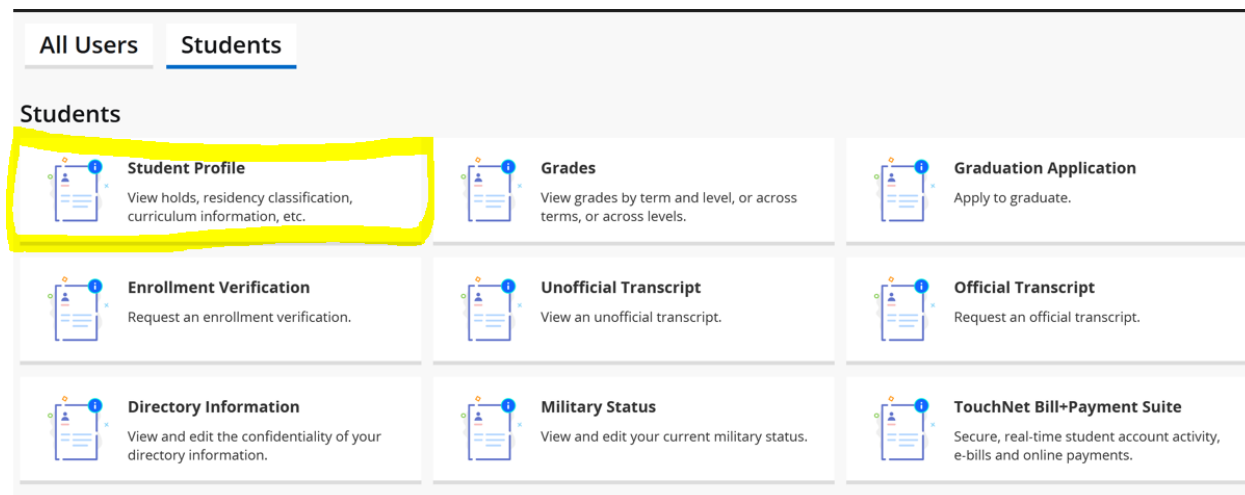 All Users Students
Students
Student Profile
View holds, residency classification,
curriculum information, etc.
Grades
View grades by term and level, or across
terms, or across levels.
Graduation Application
Apply to graduate.
Enrollment Verification
Request an enrollment verification.
Unofficial Transcript
View an unofficial transcript.
Official Transcript
Request an official transcript.
Directory Information
View and edit the confidentiality of your
directory information.
Military Status
View and edit your current military status.
TouchNet Bill+Payment Suite
Secure, real-time student account activity,
e-bills and online payments.